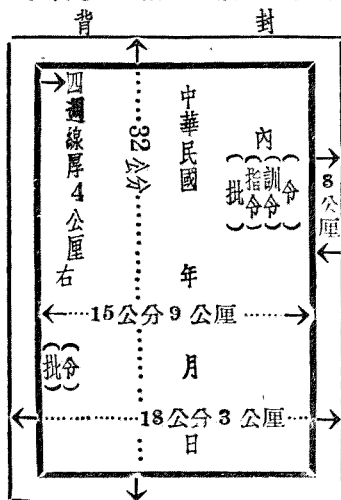 封背
內
(令)
(訓令)
(指令)
(批)
8公厘
中華民國 年 月 日
32公分
四週線厚4公厘
右
(令)
(批)
15公分9公厘
18公分3公厘